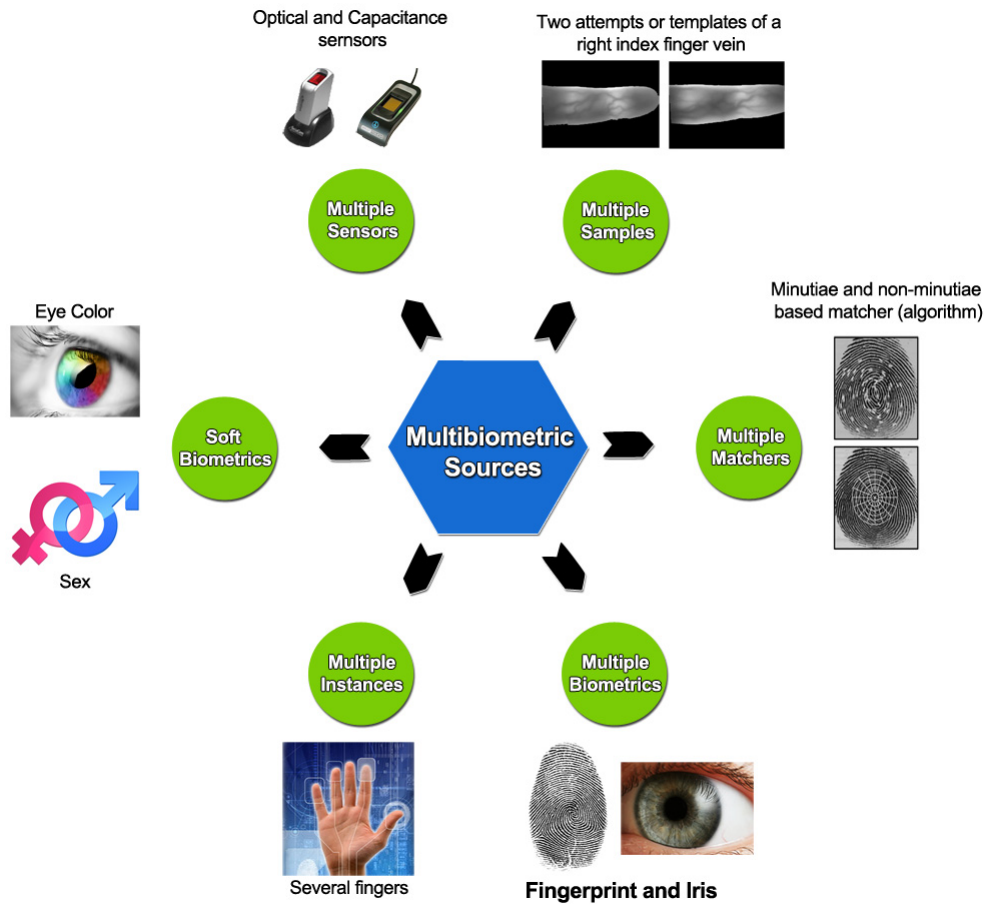 Optical and Capacitance
sernsors
Two attempts or templates of a
right index finger vein
Multiple
Sensors
Multiple
Samples
Minutiae and non-minutiae
based matcher (algorithm)
Eye Color
Soft
Biometrics
Multibiometric
Sources
Multiple
Matchers
Sex
Multiple
Instances
Multiple
Biometrics
Several fingers
Fingerprint and Iris